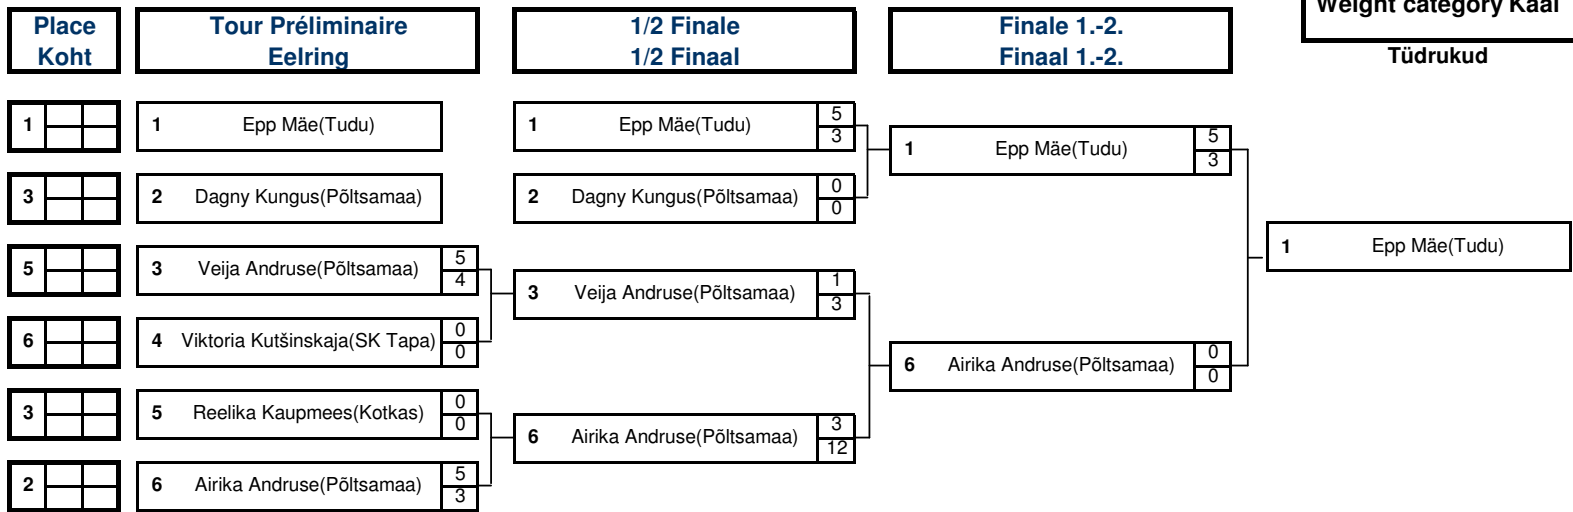 Weight category Kaal
Place Tour Préliminaire 1/2 Finale Finale 1.-2.
Koht Eelring 1/2 Finaal Finaal 1.-2.
Tüdrukud
1 1 Epp Mäe(Tudu) 1 Epp Mäe(Tudu) 5
3
1 Epp Mäe(Tudu) 5
3
3 2 Dagny Kungus(Põltsamaa) 2 Dagny Kungus(Põltsamaa) 0
0
1 Epp Mäe(Tudu)
5 3 Veija Andruse(Põltsamaa) 5
4
3 Veija Andruse(Põltsamaa) 1
3
6 4 Viktoria Kutšinskaja(SK Tapa) 0
0
6 Airika Andruse(Põltsamaa) 0
0
3 5 Reelika Kaupmees(Kotkas) 0
0
6 Airika Andruse(Põltsamaa) 3
12
2 6 Airika Andruse(Põltsamaa) 5
3